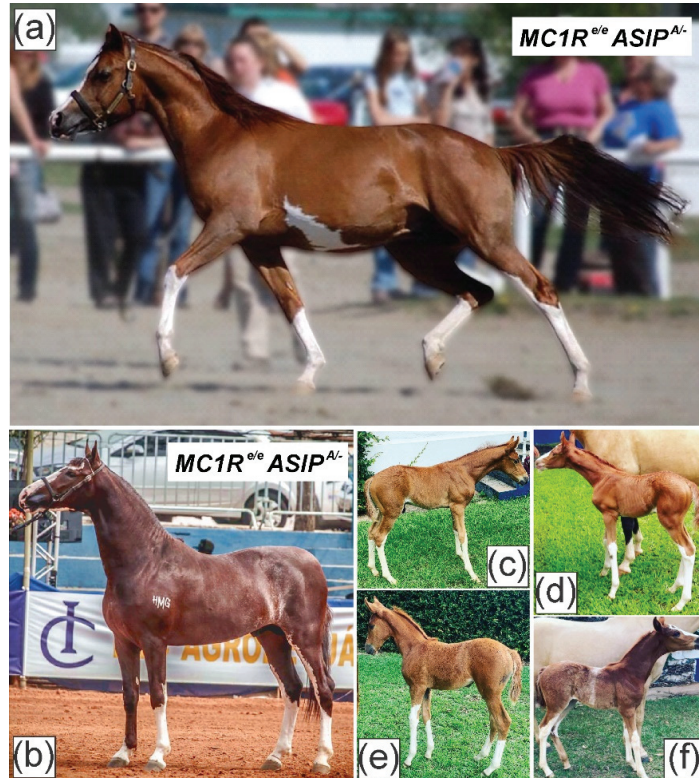 (a)
MC1R e/e ASIP A/-
MC1R e/e ASIP A/-
HMG
(b)
(c)
(d)
(e)
(f)